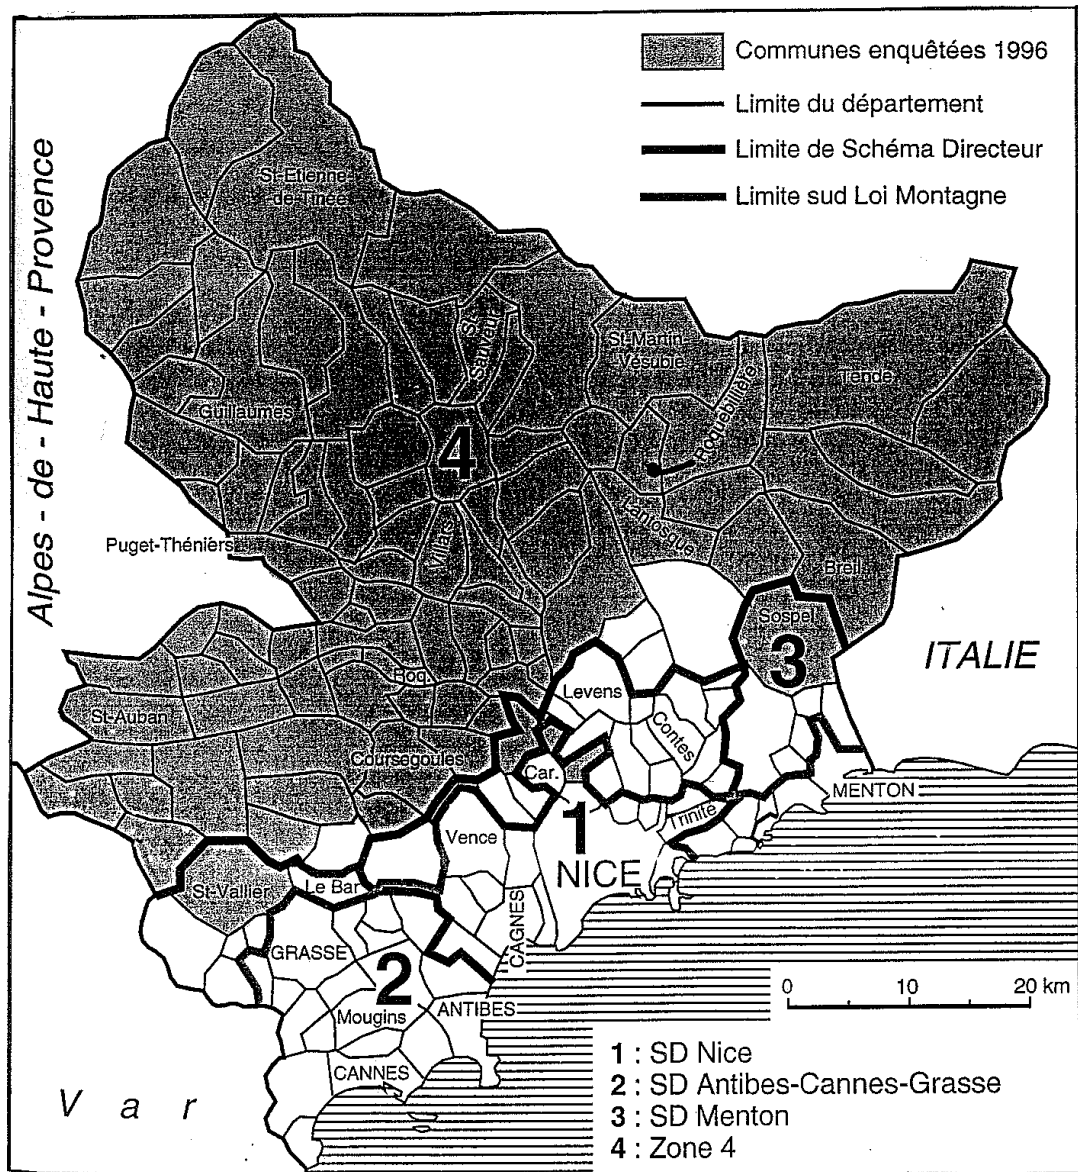 Communes enquêtées 1996
Limite du département
Limite de Schéma Directeur
Limite sud Loi Montagne
Alpes - de - Haute - Provence
St-Etienne-
de-Tinée
St-
Sauveur
St-Martin-
Vésubie
Tende
Guillaumes
Roquebillère
4
Lantosque
Puget-Théniers
Villars
Breil
Sospel
3
ITALIE
Roq.
Levens
St-Auban
Contes
Coursegoules
Car.
MENTON
1
Trinité
Vence
NICE
St-Vallier
Le Bar
CAGNES
GRASSE
2
0 10 20 km
Mougins
ANTIBES
CANNES
Var
1 : SD Nice
2 : SD Antibes-Cannes-Grasse
3 : SD Menton
4 : Zone 4